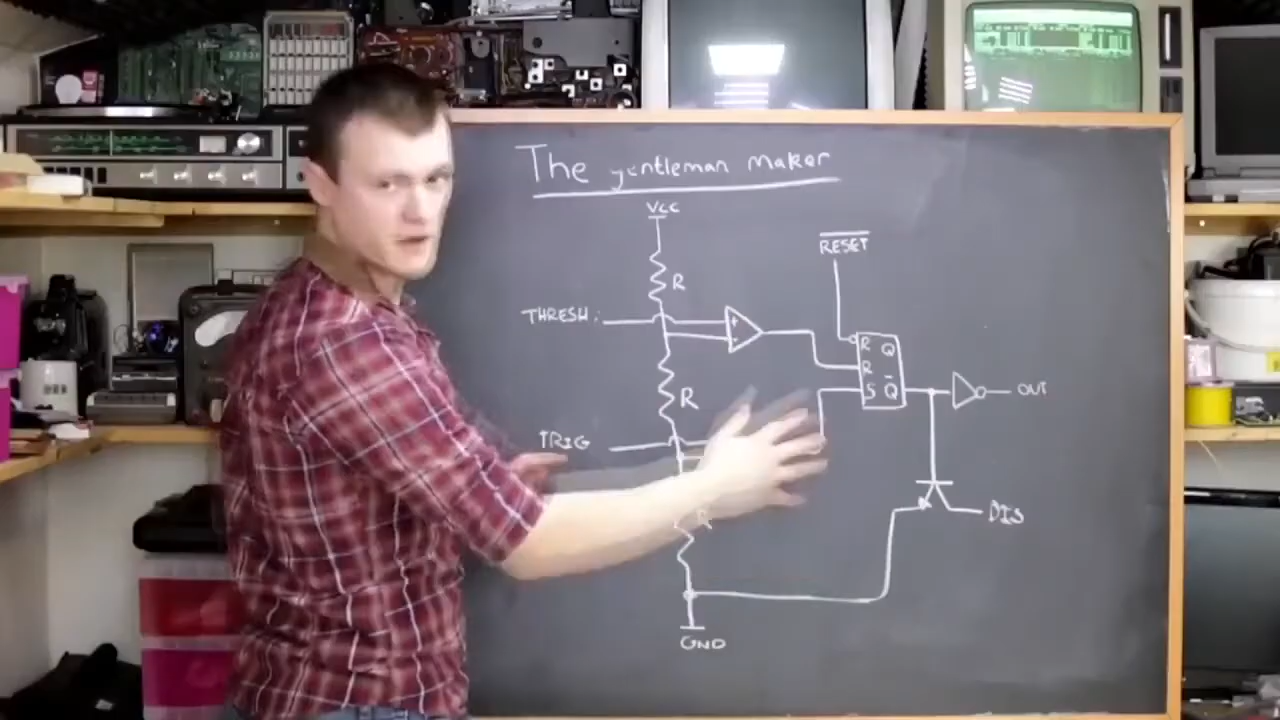 The gentleman maker
VCC
RESET
R
THRESH.
+
-
R Q
R
S Q
R
OUT
TRIG
R
DIS
GND